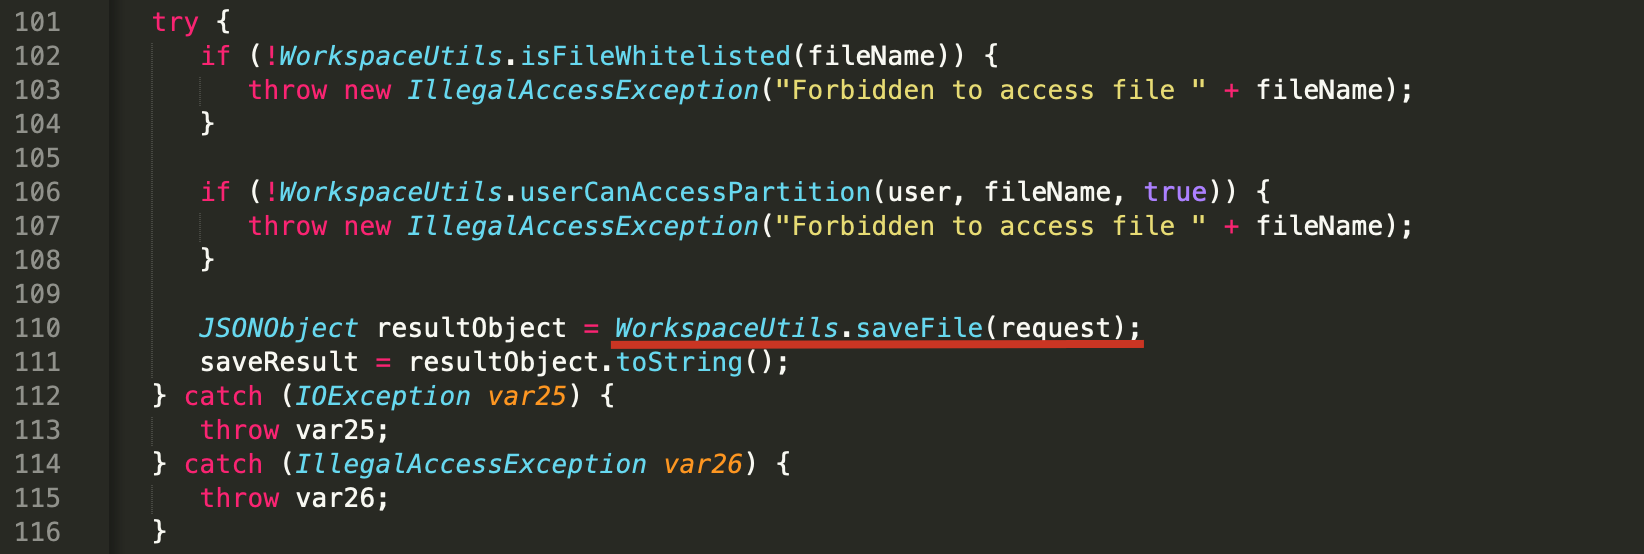 101 try {
102 if (!WorkspaceUtils.isFileWhitelisted(fileName)) {
103 throw new IllegalAccessException("Forbidden to access file " + fileName);
104 }
105
106 if (!WorkspaceUtils.userCanAccessPartition(user, fileName, true)) {
107 throw new IllegalAccessException("Forbidden to access file " + fileName);
108 }
109
110 JSONObject resultObject = WorkspaceUtils.saveFile(request);
111 saveResult = resultObject.toString();
112 } catch (IOException var25) {
113 throw var25;
114 } catch (IllegalAccessException var26) {
115 throw var26;
116 }